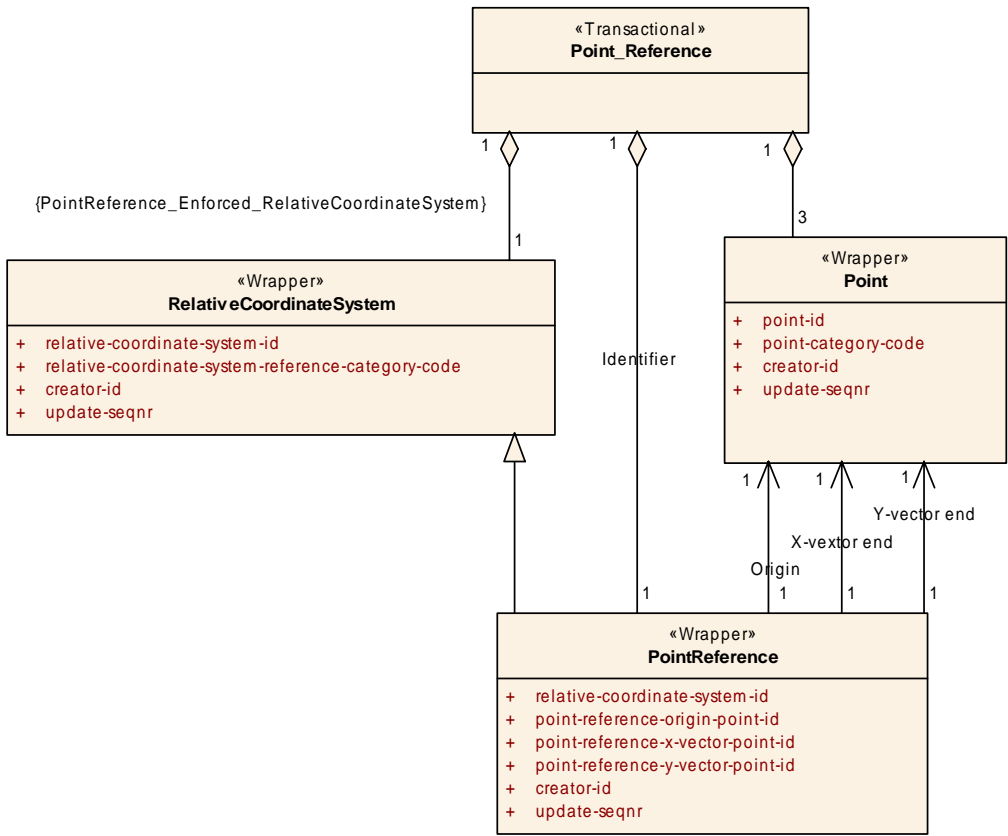 «Transactional»
Point_Reference
1
1
1
{PointReference_Enforced_RelativeCoordinateSystem}
1
3
«Wrapper»
RelativeCoordinateSystem
+ relative-coordinate-system-id
+ relative-coordinate-system-reference-category-code
+ creator-id
+ update-seqnr
«Wrapper»
Point
+ point-id
+ point-category-code
+ creator-id
+ update-seqnr
Identifier
1
1
1
Y-vector end
X-vextor end
Origin
1
1
1
1
«Wrapper»
PointReference
+ relative-coordinate-system-id
+ point-reference-origin-point-id
+ point-reference-x-vector-point-id
+ point-reference-y-vector-point-id
+ creator-id
+ update-seqnr